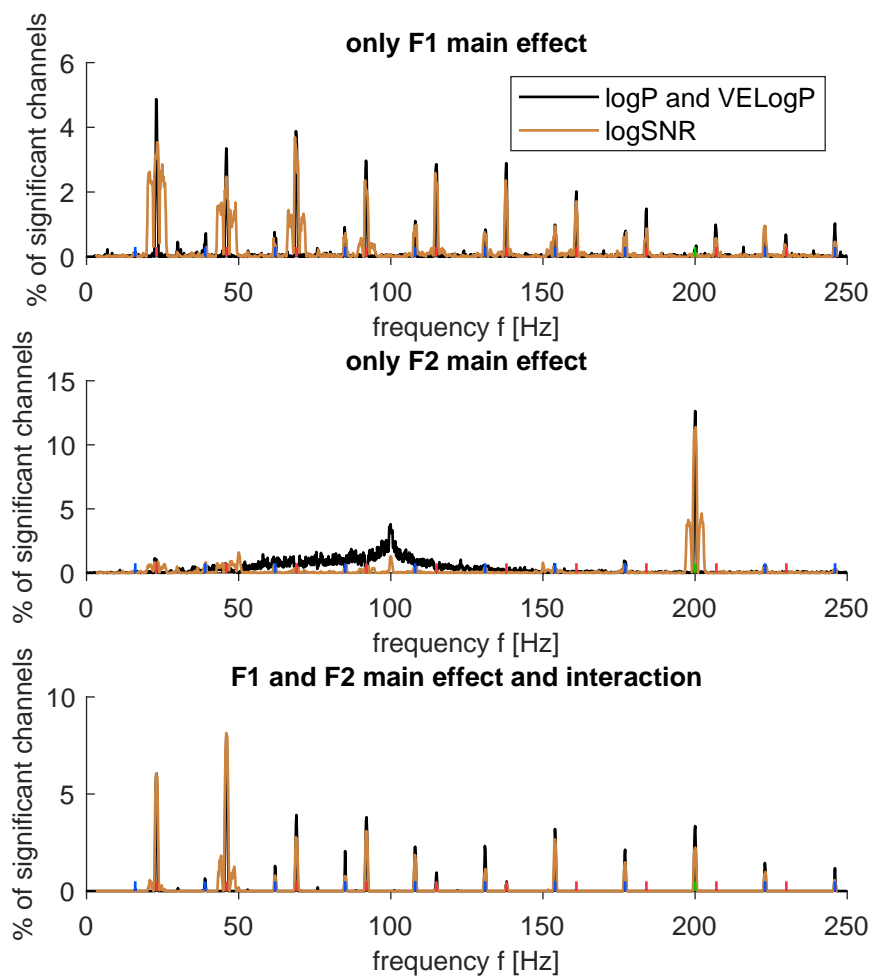 only F1 main effect
% of significant channels
6
4
2
0
logP and VELogP
logSNR
0 50 100 150 200 250
frequency f [Hz]
only F2 main effect
% of significant channels
15
10
5
0
0 50 100 150 200 250
frequency f [Hz]
F1 and F2 main effect and interaction
% of significant channels
10
5
0
0 50 100 150 200 250
frequency f [Hz]